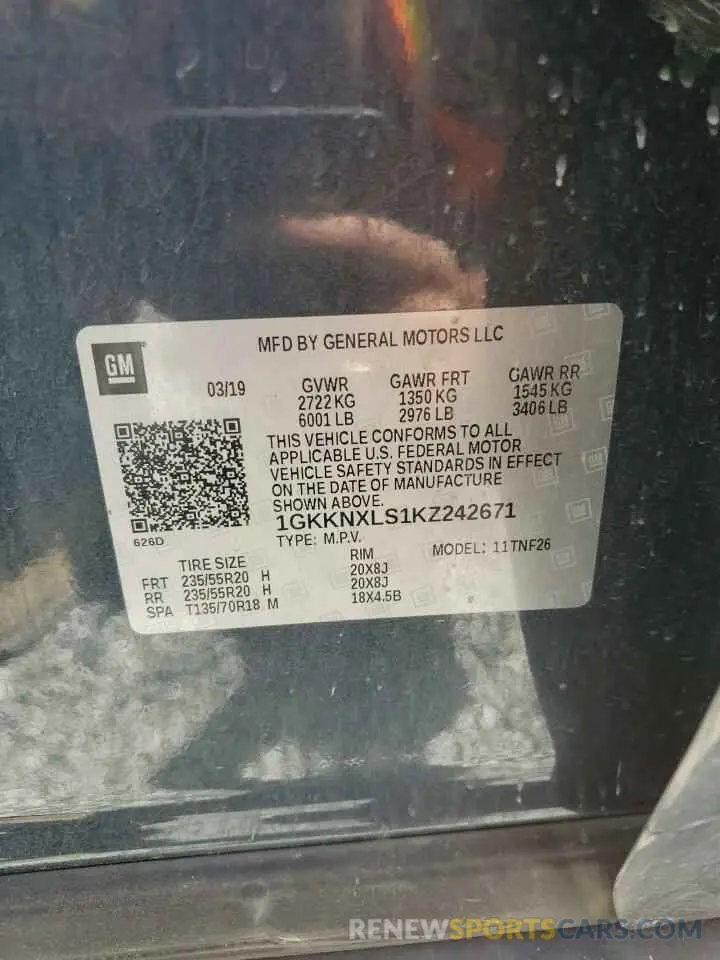 MFD BY GENERAL MOTORS LLC
GM
03/19
GVWR GAWR FRT GAWR RR
2722 KG 1350 KG 1545 KG
6001 LB 2976 LB 3406 LB
THIS VEHICLE CONFORMS TO ALL
APPLICABLE U.S. FEDERAL MOTOR
VEHICLE SAFETY STANDARDS IN EFFECT
ON THE DATE OF MANUFACTURE
SHOWN ABOVE.
1GKKNXLS1KZ242671
626D
TYPE: M.P.V. MODEL: 11TNF26
TIRE SIZE RIM
FRT 235/55R20 H 20X8J
RR 235/55R20 H 20X8J
SPA T135/70R18 M 18X4.5B
RENEWSPORTSCARS.COM